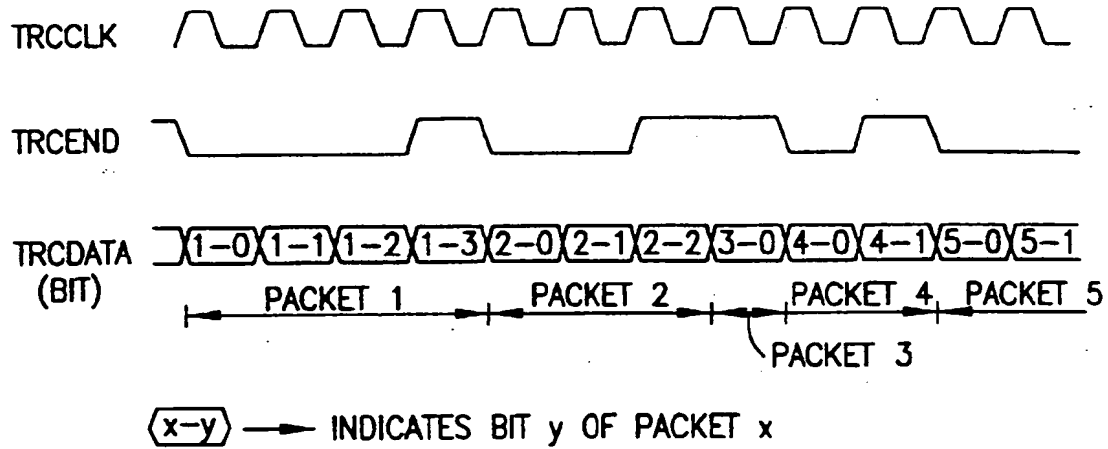 TRCCLK
TRCEND
TRCDATA
(BIT)
1-0 1-1 1-2 1-3 2-0 2-1 2-2 3-0 4-0 4-1 5-0 5-1
PACKET 1 PACKET 2 PACKET 4 PACKET 5
PACKET 3
x-y INDICATES BIT y OF PACKET x